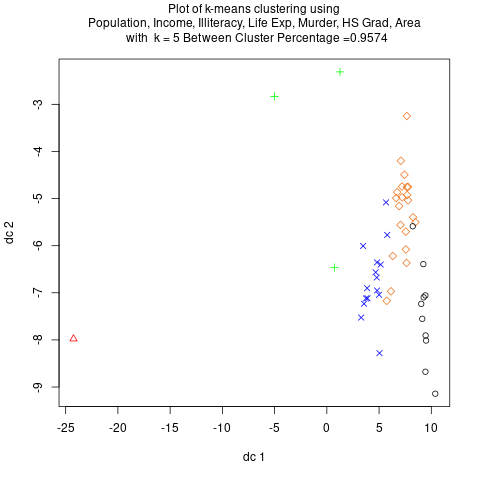 Plot of k-means clustering using
Population, Income, Illiteracy, Life Exp, Murder, HS Grad, Area
with k = 5 Between Cluster Percentage =0.9574
-3
-4
-5
-6
-7
-8
-9
dc 2
-25 -20 -15 -10 -5 0 5 10
dc 1